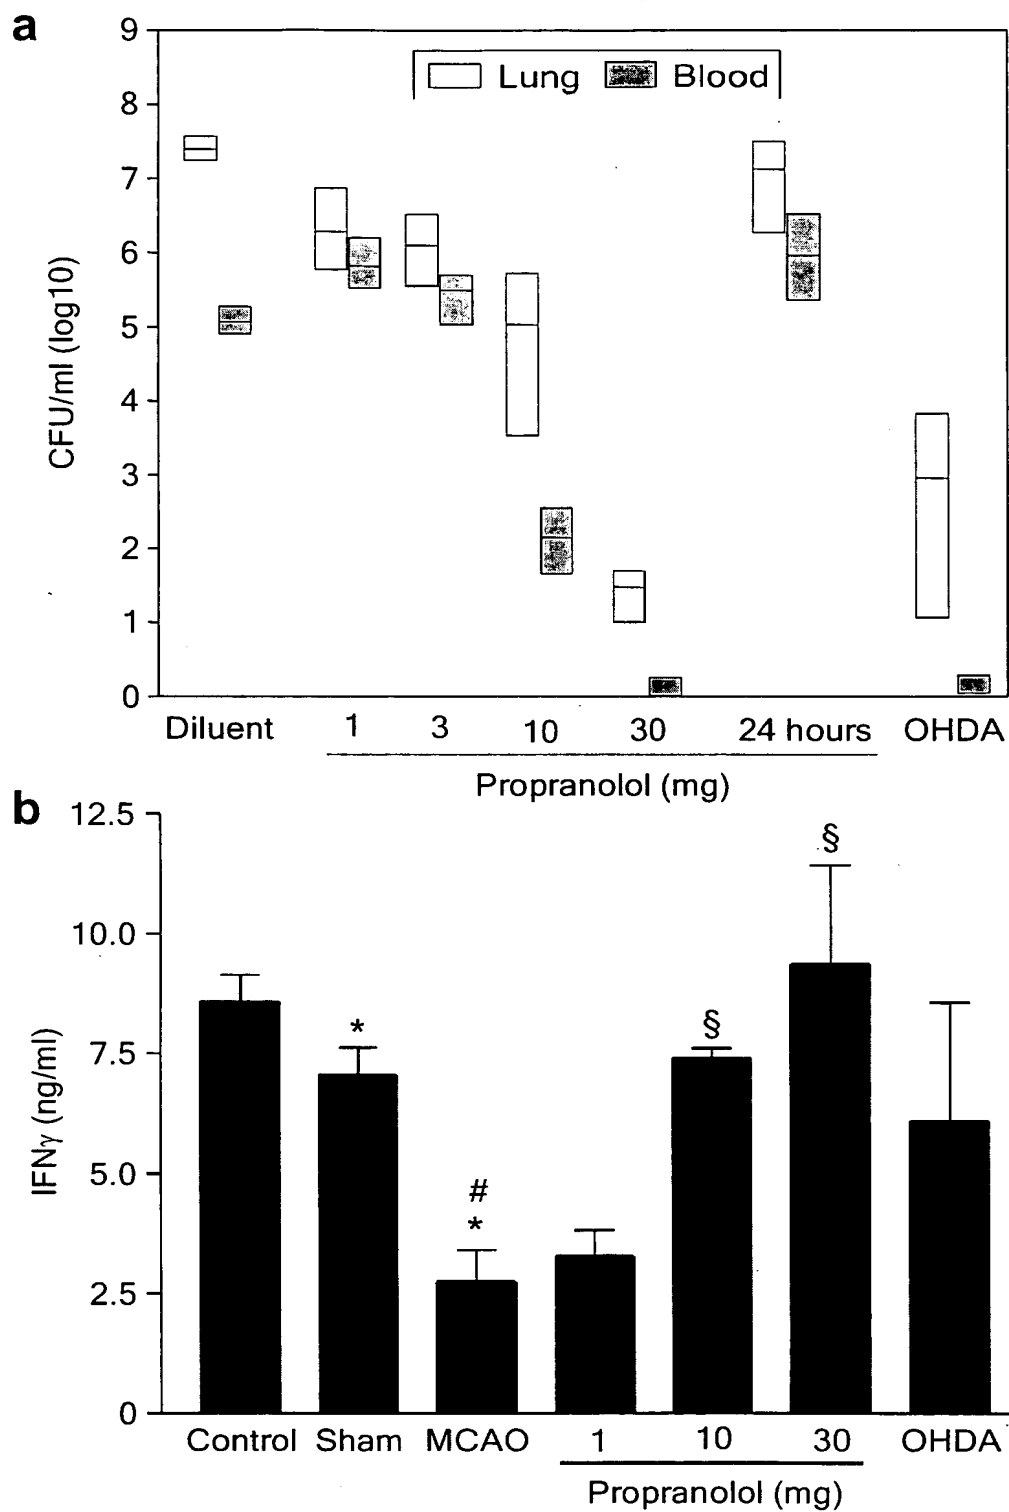 a
9
Lung Blood
8
7
6
5
4
3
2
1
0
CFU/ml (log10)
Diluent 1 3 10 30 24 hours OHDA
Propranolol (mg)
b
12.5
10.0
7.5
5.0
2.5
0
IFNγ (ng/ml)
§
§
*
#
*
Control Sham MCAO 1 10 30 OHDA
Propranolol (mg)